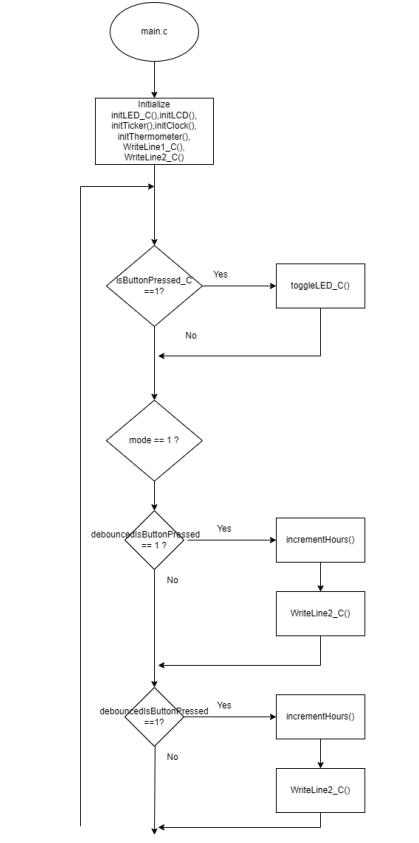 main.c
Initialize
initLED_C(),initLCD(),
initTicker(),initClock(),
initThermometer(),
WriteLine1_C(),
WriteLine2_C()
isButtonPressed_C
==1?
Yes
toggleLED_C()
No
mode == 1 ?
debouncedIsButtonPressed
== 1 ?
Yes
incrementHours()
No
WriteLine2_C()
debouncedIsButtonPressed
==1?
Yes
incrementHours()
No
WriteLine2_C()